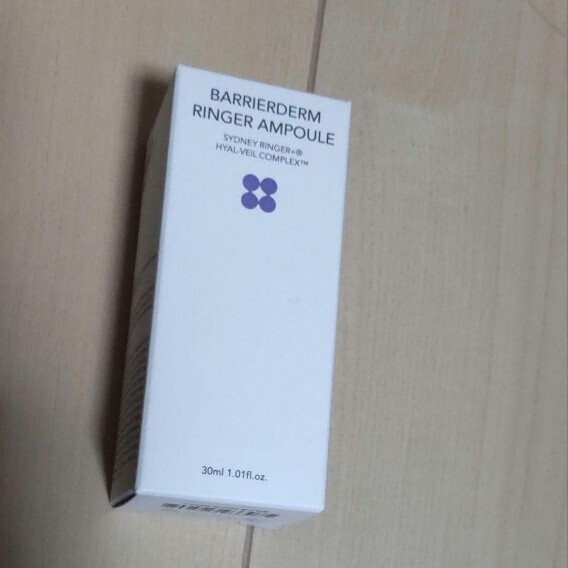 BARRIERDERM
RINGER AMPOULE
SYDNEY RINGER+®
HYAL-VEIL COMPLEX™
30ml 1.01fl.oz.